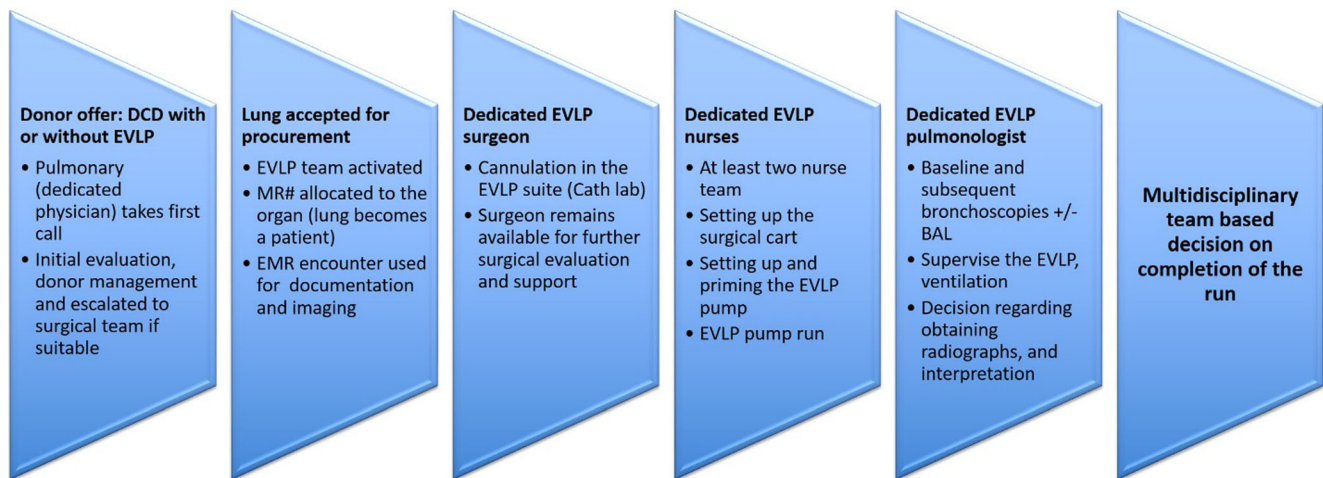 Donor offer: DCD with
or without EVLP
• Pulmonary
(dedicated
physician) takes first
call
• Initial evaluation,
donor management
and escalated to
surgical team if
suitable
Lung accepted for
procurement
• EVLP team activated
• MR# allocated to the
organ (lung becomes
a patient)
• EMR encounter used
for documentation
and imaging
Dedicated EVLP
surgeon
• Cannulation in the
EVLP suite (Cath lab)
• Surgeon remains
available for further
surgical evaluation
and support
Dedicated EVLP
nurses
• At least two nurse
team
• Setting up the
surgical cart
• Setting up and
priming the EVLP
pump
• EVLP pump run
Dedicated EVLP
pulmonologist
• Baseline and
subsequent
bronchoscopies +/-
BAL
• Supervise the EVLP,
ventilation
• Decision regarding
obtaining
radiographs, and
interpretation
Multidisciplinary
team based
decision on
completion of the
run